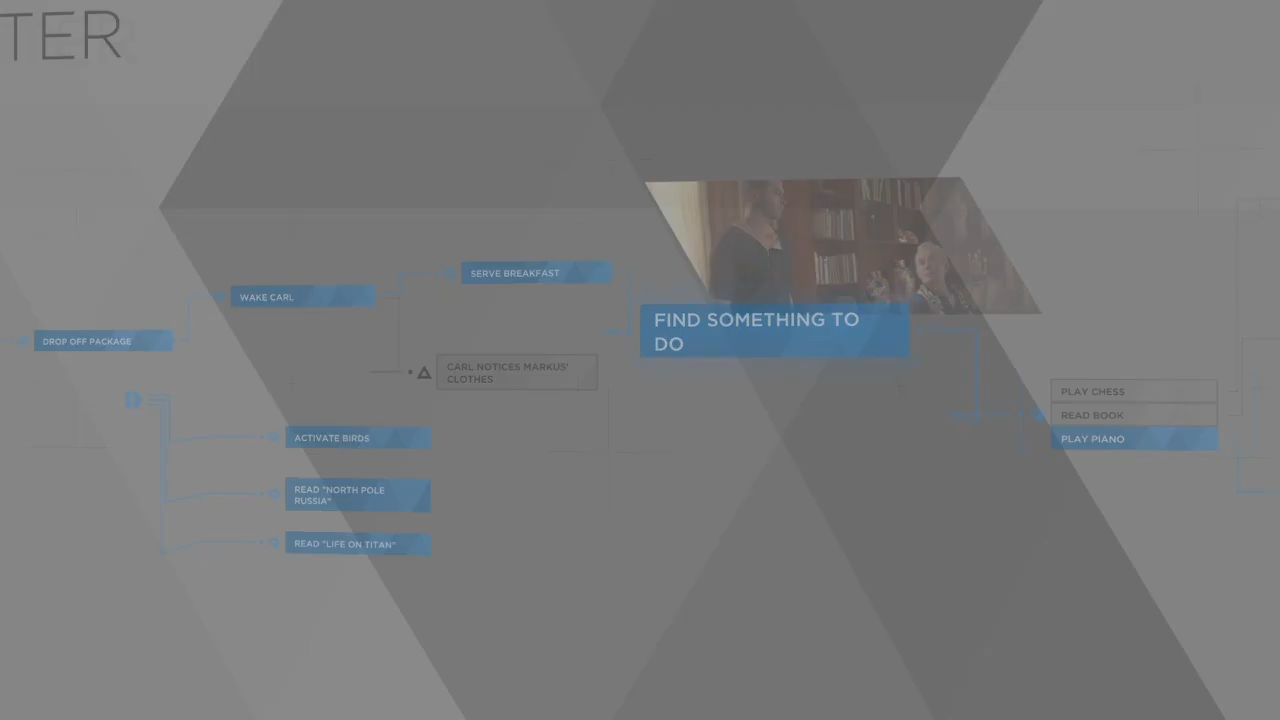 TER
SERVE BREAKFAST
WAKE CARL
FIND SOMETHING TO
DO
DROP OFF PACKAGE
CARL NOTICES MARKUS'
CLOTHES
PLAY CHESS
READ BOOK
PLAY PIANO
ACTIVATE BIRDS
READ "NORTH POLE
RUSSIA"
READ "LIFE ON TITAN"